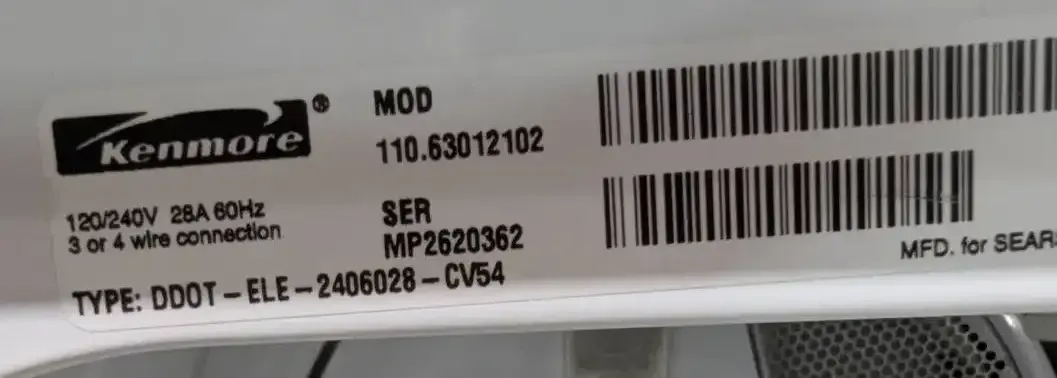 Kenmore®
MOD
110.63012102
120/240V 28A 60Hz
3 or 4 wire connection
SER
MP2620362
MFD. for SEARS
TYPE: DDOT-ELE-2406028-CV54